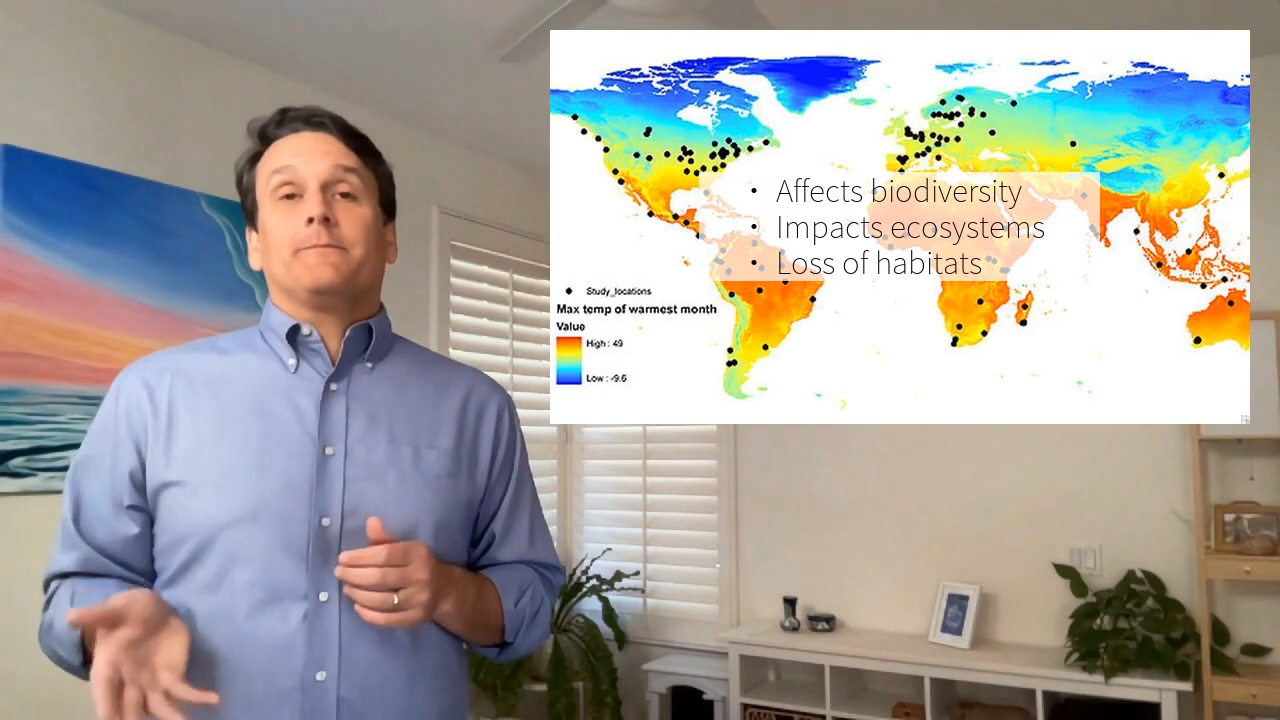 • Affects biodiversity
• Impacts ecosystems
• Loss of habitats
Study_locations
Max temp of warmest month
Value
High : 49
Low : -9.6